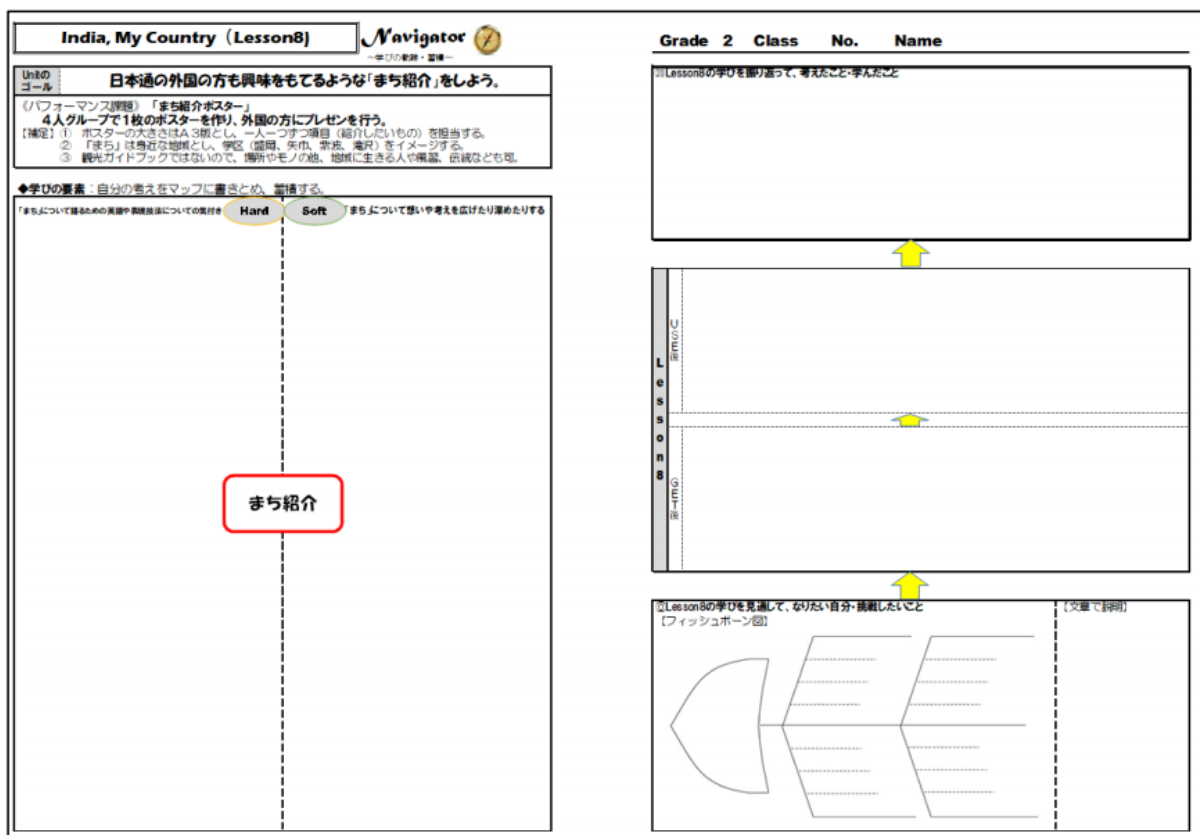 India, My Country（Lesson8）
Navigator
～学びの軌跡・蓄積～
Unitの
ゴール
日本通の外国の方も興味をもてるような「まち紹介」をしよう。
《パフォーマンス課題》「まち紹介ポスター」
４人グループで１枚のポスターを作り、外国の方にプレゼンを行う。
【補足】① ポスターの大きさはＡ３版とし、一人一つずつ項目（紹介したいもの）を担当する。
② 「まち」は身近な地域とし、学区（盛岡、矢巾、紫波、滝沢）をイメージする。
③ 観光ガイドブックではないので、場所やモノの他、地域に生きる人や風習、伝統なども可。
◆学びの要素：自分の考えをマップに書きとめ、蓄積する。
「まち」について語るための英語や表現技法についての気付き
Hard
Soft
「まち」について想いや考えを広げたり深めたりする
まち紹介
Grade 2 Class No. Name
Lesson8の学びを振り返って、考えたこと・学んだこと
Lesson8
USE後
GET後
Lesson8の学びを見通して、なりたい自分・挑戦したいこと
【フィッシュボーン図】
【文章で説明】